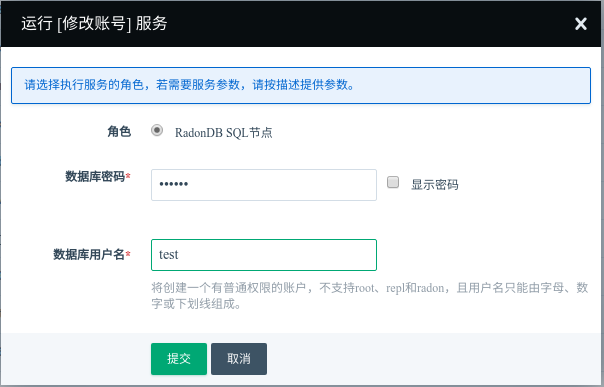 运行 [修改账号] 服务
请选择执行服务的角色，若需要服务参数，请按描述提供参数。
角色 RadonDB SQL节点
数据库密码* •••••• 显示密码
数据库用户名* test
将创建一个有普通权限的账户，不支持root、repl和radon，且用户名只能由字母、数
字或下划线组成。
提交 取消